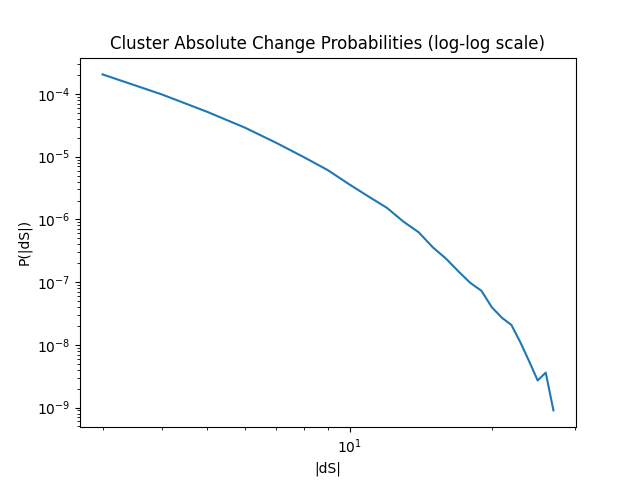 Cluster Absolute Change Probabilities (log-log scale)
P(|dS|)
10⁻⁴
10⁻⁵
10⁻⁶
10⁻⁷
10⁻⁸
10⁻⁹
10¹
|dS|